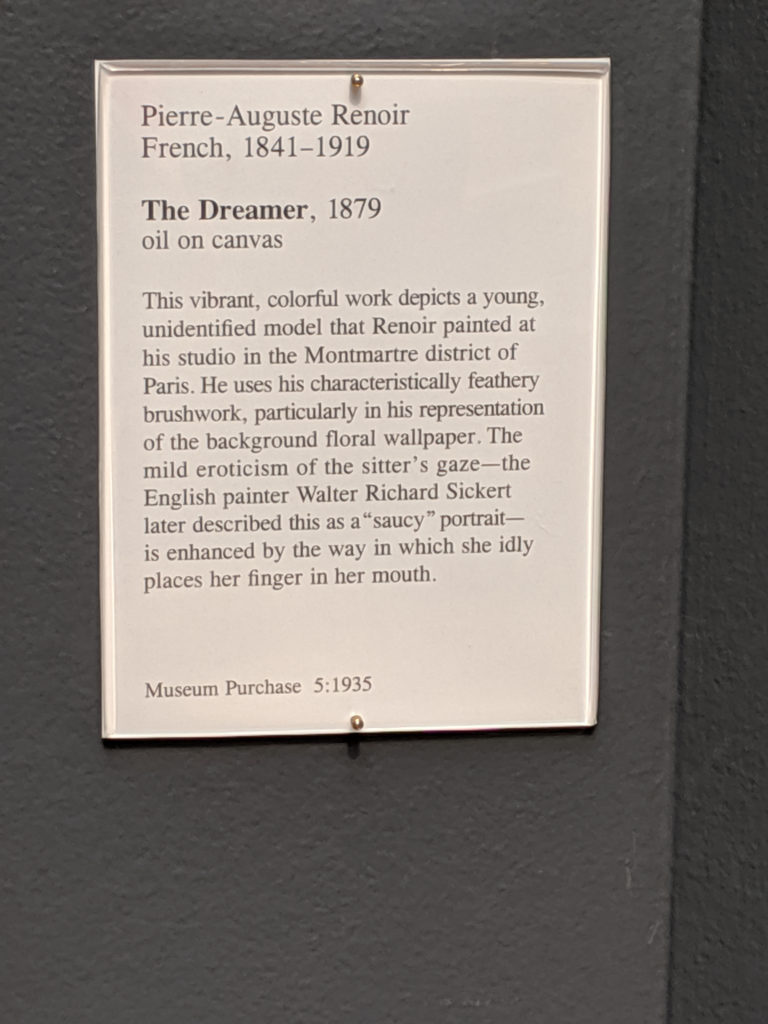 Pierre-Auguste Renoir
French, 1841–1919
The Dreamer, 1879
oil on canvas
This vibrant, colorful work depicts a young,
unidentified model that Renoir painted at
his studio in the Montmartre district of
Paris. He uses his characteristically feathery
brushwork, particularly in his representation
of the background floral wallpaper. The
mild eroticism of the sitter's gaze—the
English painter Walter Richard Sickert
later described this as a “saucy” portrait—
is enhanced by the way in which she idly
places her finger in her mouth.
Museum Purchase 5:1935